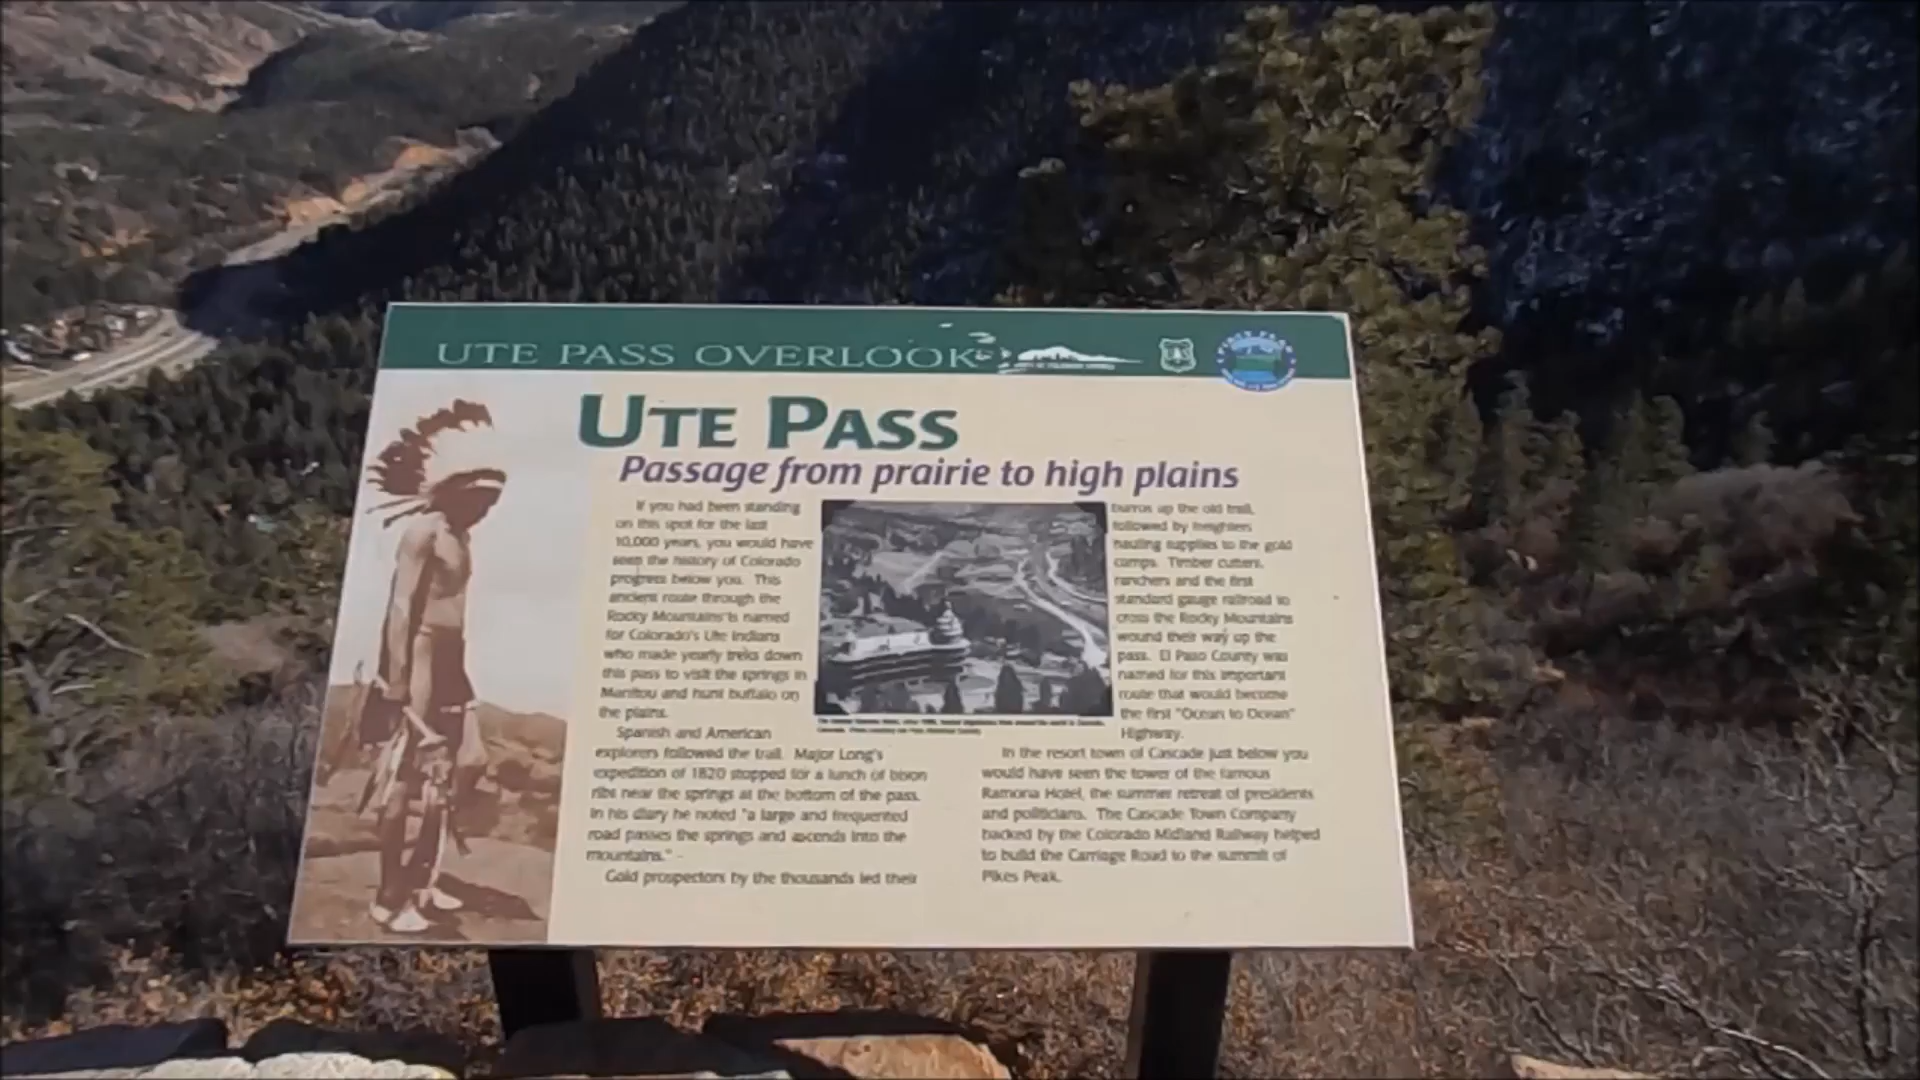 UTE PASS OVERLOOK
UTE PASS
Passage from prairie to high plains
If you had been standing
on this spot for the last
10,000 years, you would have
seen the history of Colorado
progress below you. This
ancient route through the
Rocky Mountains is named
for Colorado's Ute Indians
who made yearly treks down
this pass to visit the springs in
Manitou and hunt buffalo on
the plains.
Spanish and American
explorers followed the trail. Major Long's
expedition of 1820 stopped for a lunch of bison
ribs near the springs at the bottom of the pass.
In his diary he noted "a large and frequented
road passes the springs and ascends into the
mountains."
Gold prospectors by the thousands led their
burros up the old trail,
followed by freighters
hauling supplies to the gold
camps. Timber cutters,
ranchers and the first
standard gauge railroad to
cross the Rocky Mountains
wound their way up the
pass. El Paso County was
named for this important
route that would become
the first "Ocean to Ocean"
Highway.
In the resort town of Cascade just below you
would have seen the tower of the famous
Ramona Hotel, the summer retreat of presidents
and politicians. The Cascade Town Company
backed by the Colorado Midland Railway helped
to build the Carriage Road to the summit of
Pikes Peak.